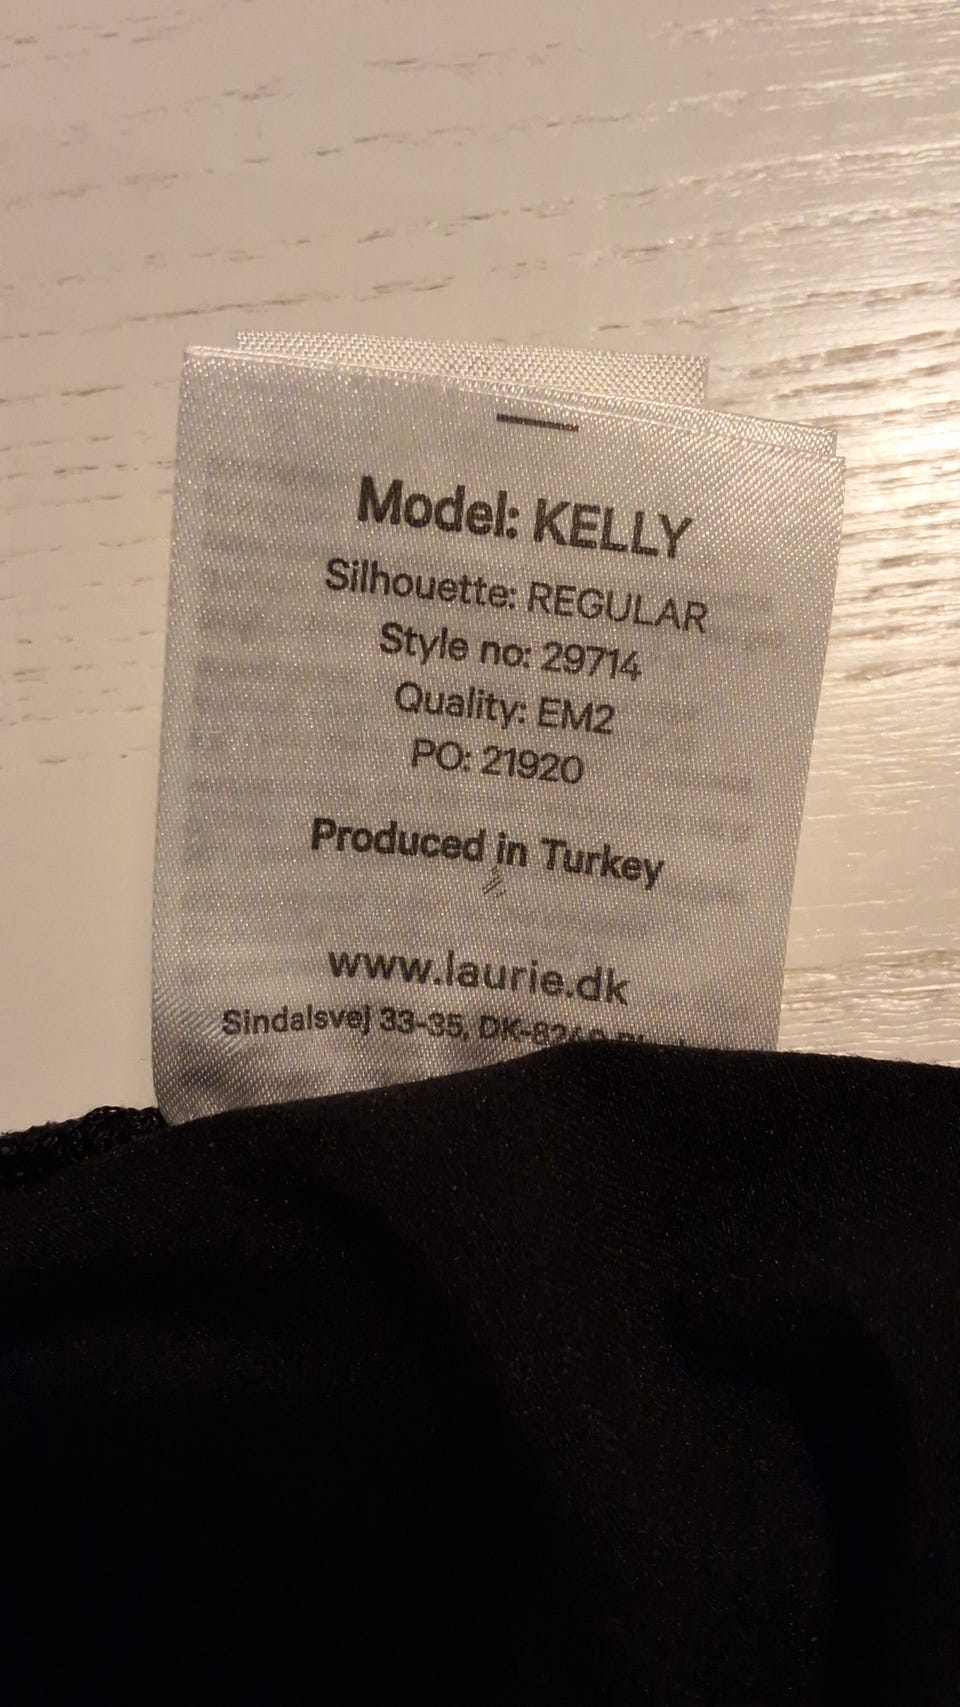 Model: KELLY
Silhouette: REGULAR
Style no: 29714
Quality: EM2
PO: 21920
Produced in Turkey
www.laurie.dk
Sindalsvej 33-35,